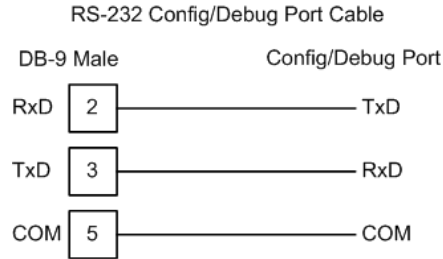 RS-232 Config/Debug Port Cable
DB-9 Male Config/Debug Port
RxD 2 TxD
TxD 3 RxD
COM 5 COM